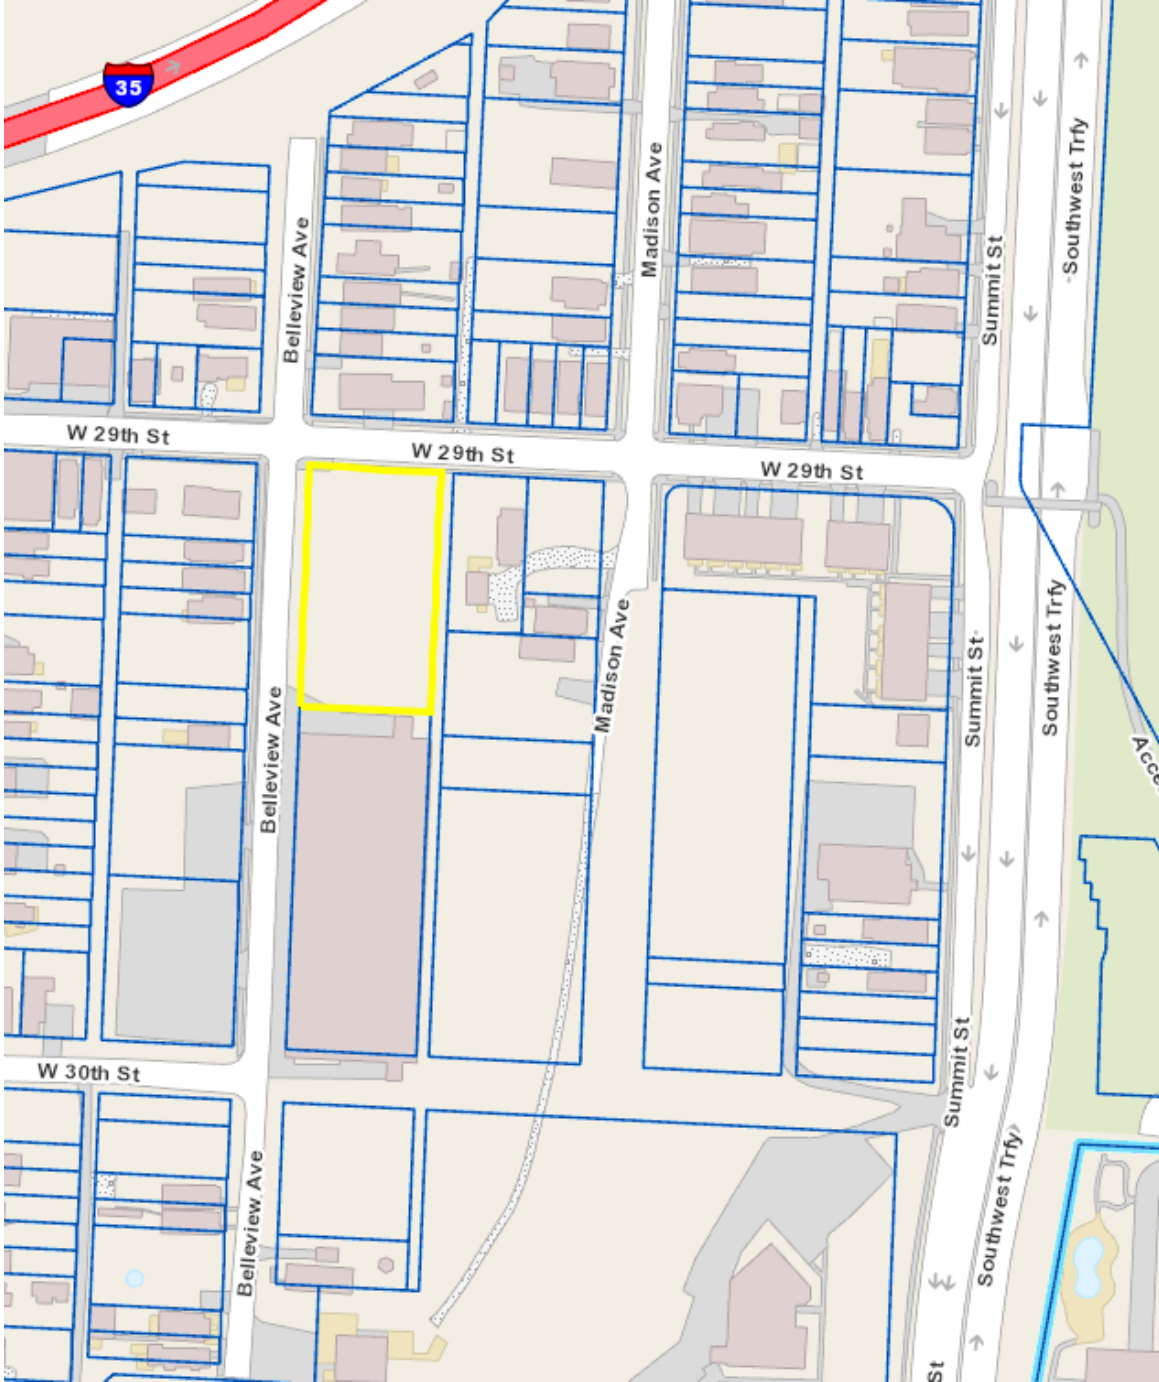 35
Madison Ave
Southwest Trfy
Belleview Ave
Summit St
W 29th St
W 29th St
W 29th St
Southwest Trfy
Madison Ave
Summit St
Belleview Ave
Acce
W 30th St
Summit St
Southwest Trfy
Belleview Ave
St